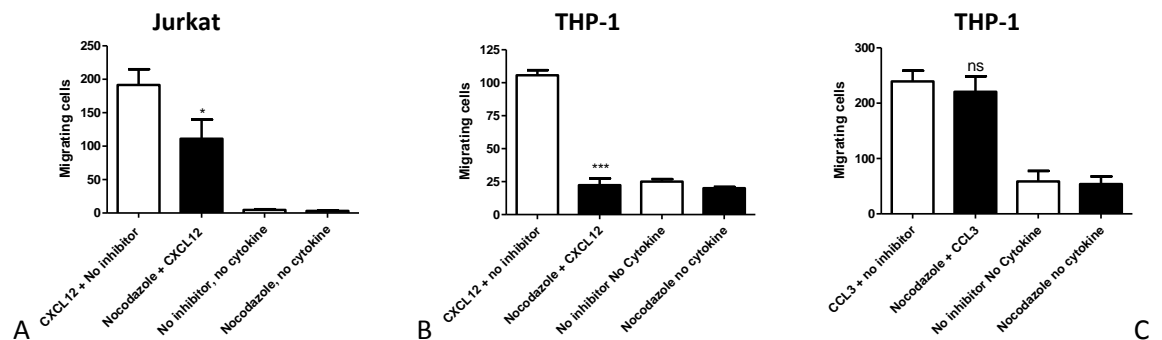 Jurkat
Migrating cells
250
200
150
100
50
0
*
CXCL12 + No inhibitor
Nocodazole + CXCL12
No inhibitor, no cytokine
Nocodazole, no cytokine
A
THP-1
Migrating cells
125
100
75
50
25
0
***
CXCL12 + no inhibitor
Nocodazole + CXCL12
No inhibitor No Cytokine
Nocodazole no cytokine
B
THP-1
Migrating cells
300
200
100
0
ns
CCL3 + no inhibitor
Nocodazole + CCL3
No inhibitor No Cytokine
Nocodazole no cytokine
C